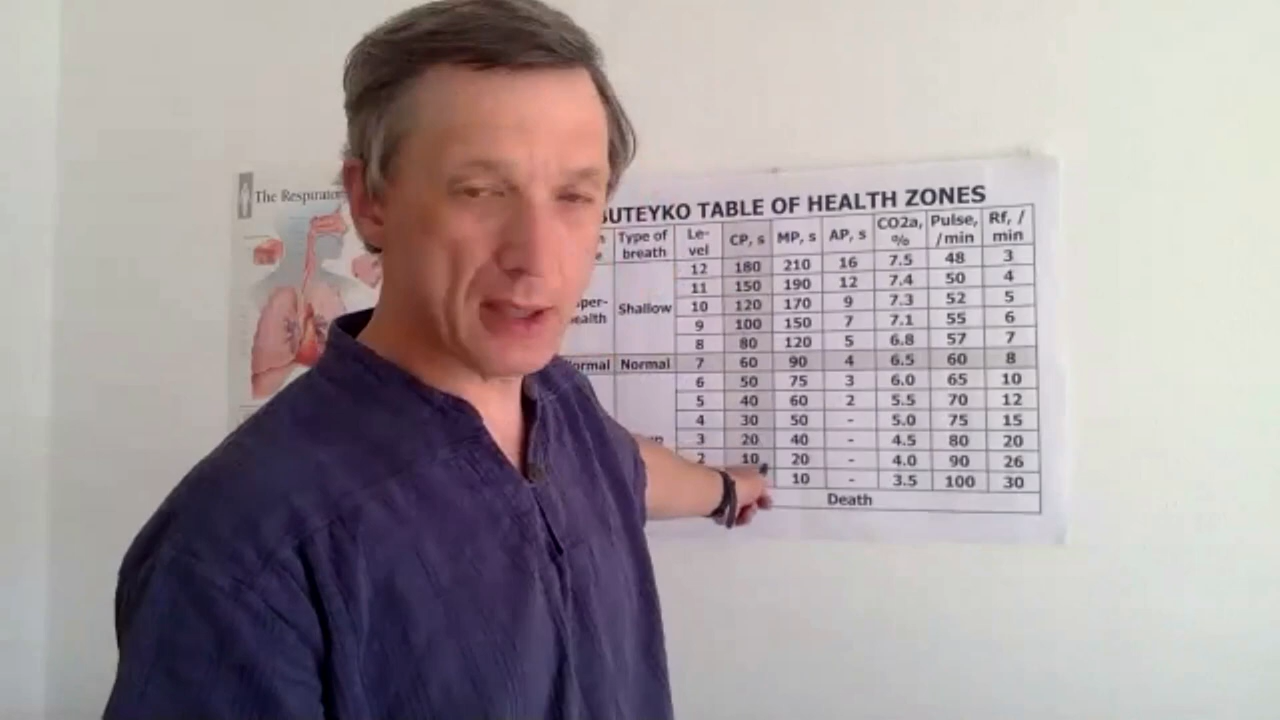 The Respirator
BUTEYKO TABLE OF HEALTH ZONES
Type of breath Le-vel CP, s MP, s AP, s CO2a, % Pulse, /min Rf, / min
12 180 210 16 7.5 48 3
11 150 190 12 7.4 50 4
Shallow 10 120 170 9 7.3 52 5
9 100 150 7 7.1 55 6
8 80 120 5 6.8 57 7
ormal Normal 7 60 90 4 6.5 60 8
6 50 75 3 6.0 65 10
5 40 60 2 5.5 70 12
4 30 50 - 5.0 75 15
3 20 40 - 4.5 80 20
2 10 20 - 4.0 90 26
10 - 3.5 100 30
Death